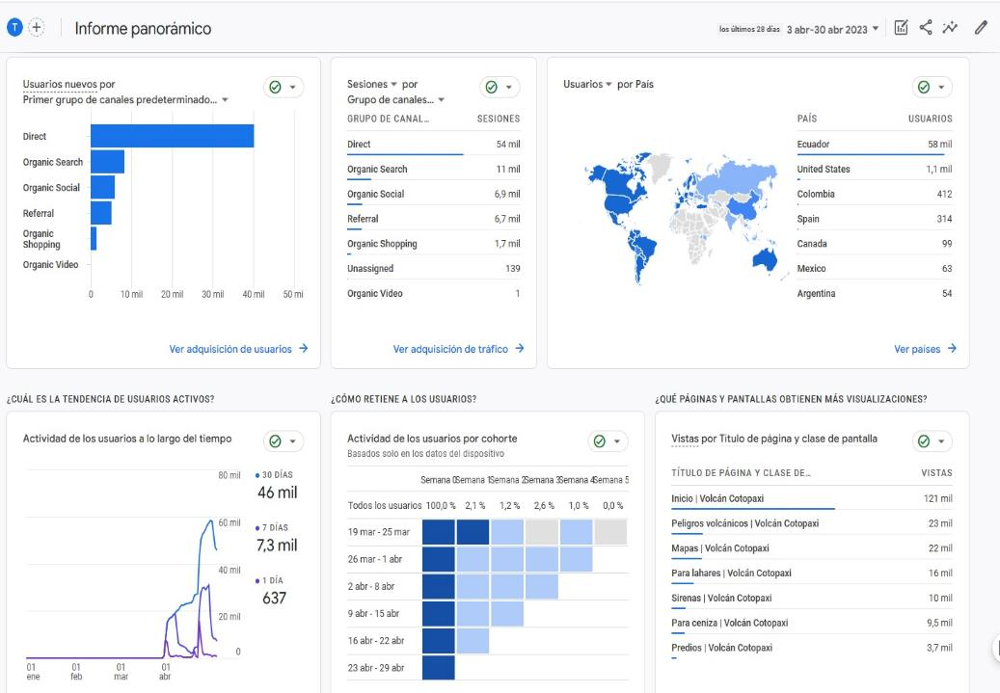 T
Informe panorámico
los últimos 28 días 3 abr-30 abr 2023
Usuarios nuevos por
Primer grupo de canales predeterminado...
Direct
Organic Search
Organic Social
Referral
Organic
Shopping
Organic Video
0 10 mil 20 mil 30 mil 40 mil 50 mi
Ver adquisición de usuarios
Sesiones por
Grupo de canales...
GRUPO DE CANAL... SESIONES
Direct 54 mil
Organic Search 11 mil
Organic Social 6,9 mil
Referral 6,7 mil
Organic Shopping 1,7 mil
Unassigned 139
Organic Video 1
Ver adquisición de tráfico
Usuarios por País
PAÍS USUARIOS
Ecuador 58 mil
United States 1,1 mil
Colombia 412
Spain 314
Canada 99
Mexico 63
Argentina 54
Ver países
¿CUÁL ES LA TENDENCIA DE USUARIOS ACTIVOS?
Actividad de los usuarios a lo largo del tiempo
80 mil
60 mil
40 mil
20 mil
0
01 01 01 01
ene feb mar abr
30 DÍAS
46 mil
7 DÍAS
7,3 mil
1 DÍA
637
¿CÓMO RETIENE A LOS USUARIOS?
Actividad de los usuarios por cohorte
Basados solo en los datos del dispositivo
Semana 0 Semana 1 Semana 2 Semana 3 Semana 4 Semana 5
Todos los usuarios 100,0 % 2,1 % 1,2 % 2,6 % 1,0 % 0,0 %
19 mar - 25 mar
26 mar - 1 abr
2 abr - 8 abr
9 abr - 15 abr
16 abr - 22 abr
23 abr - 29 abr
¿QUÉ PÁGINAS Y PANTALLAS OBTIENEN MÁS VISUALIZACIONES?
Vistas por Título de página y clase de pantalla
TÍTULO DE PÁGINA Y CLASE DE... VISTAS
Inicio | Volcán Cotopaxi 121 mil
Peligros volcánicos | Volcán Cotopaxi 23 mil
Mapas | Volcán Cotopaxi 22 mil
Para lahares | Volcán Cotopaxi 16 mil
Sirenas | Volcán Cotopaxi 10 mil
Para ceniza | Volcán Cotopaxi 9,5 mil
Predios | Volcán Cotopaxi 3,7 mil